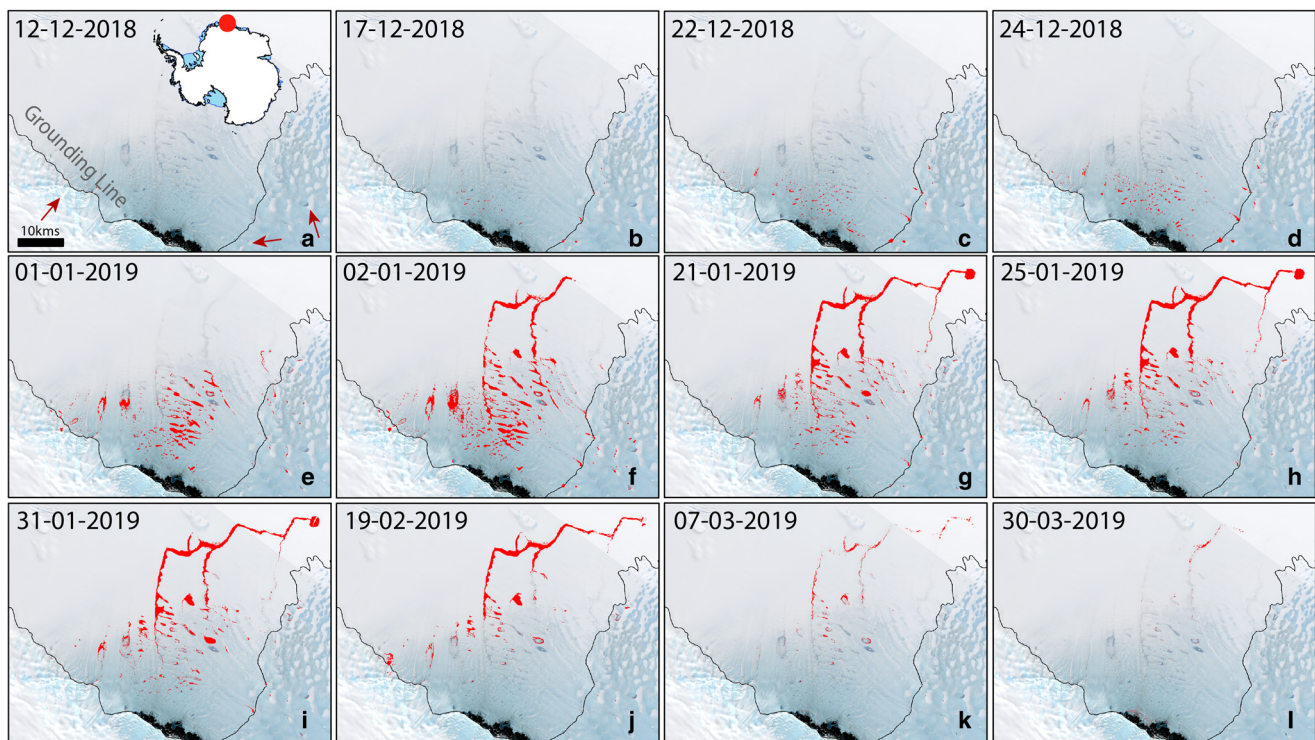 12-12-2018
Grounding Line
10kms
a
17-12-2018
b
22-12-2018
c
24-12-2018
d
01-01-2019
e
02-01-2019
f
21-01-2019
g
25-01-2019
h
31-01-2019
i
19-02-2019
j
07-03-2019
k
30-03-2019
l